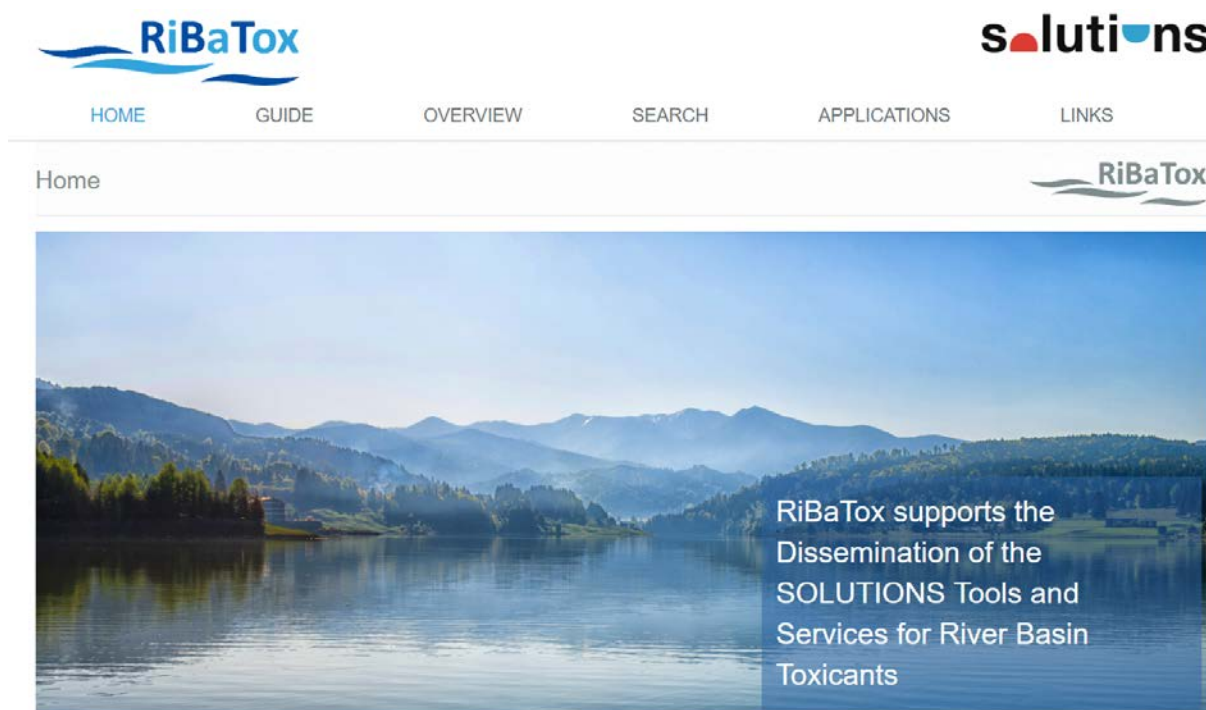 RiBaTox
solutions
HOME GUIDE OVERVIEW SEARCH APPLICATIONS LINKS
Home
RiBaTox
RiBaTox supports the
Dissemination of the
SOLUTIONS Tools and
Services for River Basin
Toxicants